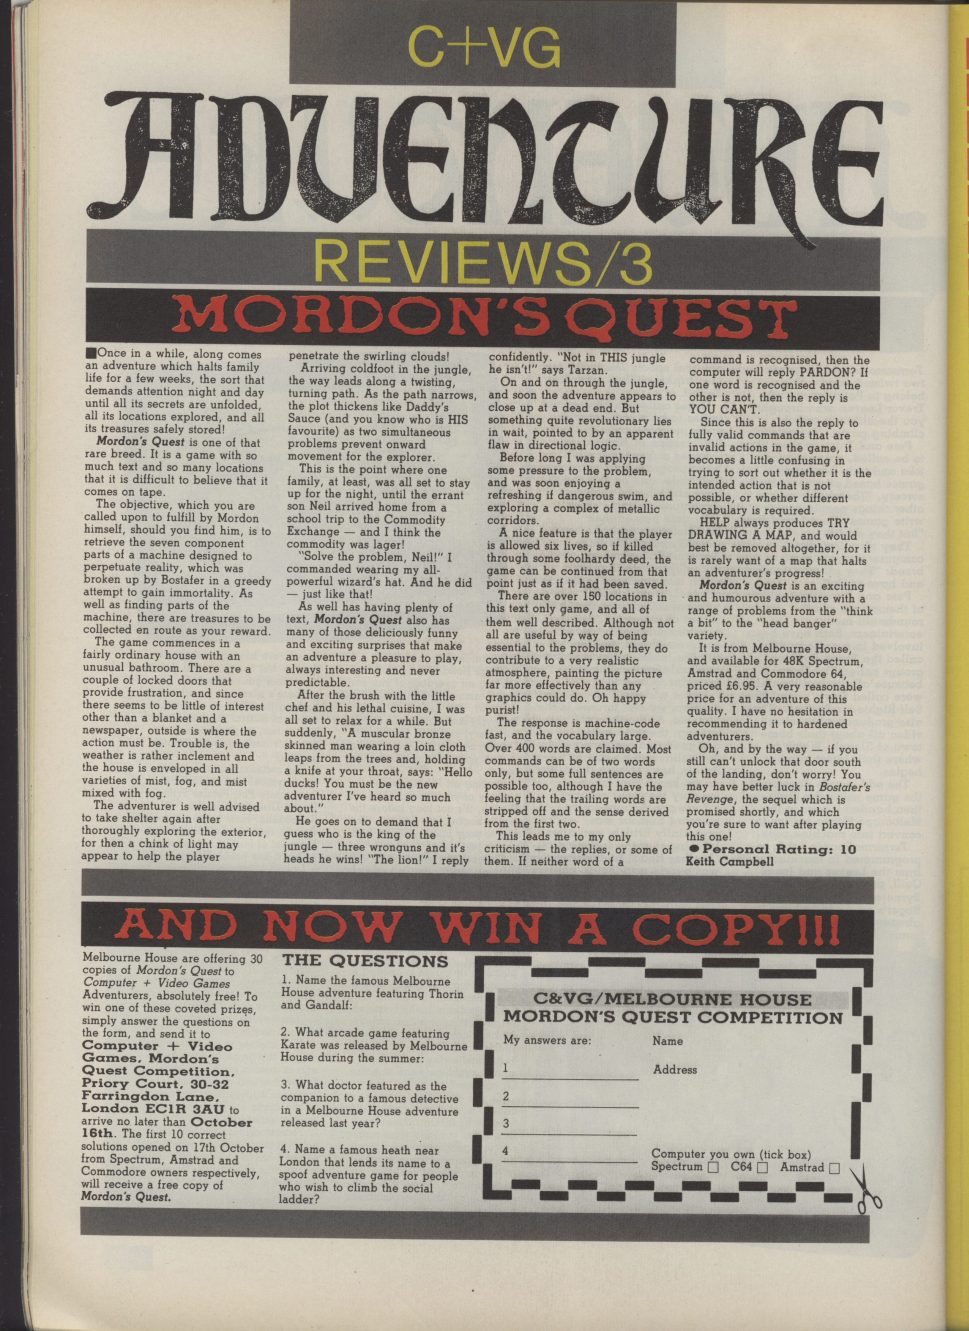 C+VG
ADVENTURE
REVIEWS/3
MORDON'S QUEST
Once in a while, along comes
an adventure which halts family
life for a few weeks, the sort that
demands attention night and day
until all its secrets are unfolded,
all its locations explored, and all
its treasures safely stored!
Mordon's Quest is one of that
rare breed. It is a game with so
much text and so many locations
that it is difficult to believe that it
comes on tape.
The objective, which you are
called upon to fulfill by Mordon
himself, should you find him, is to
retrieve the seven component
parts of a machine designed to
perpetuate reality, which was
broken up by Bostafer in a greedy
attempt to gain immortality. As
well as finding parts of the
machine, there are treasures to be
collected en route as your reward.
The game commences in a
fairly ordinary house with an
unusual bathroom. There are a
couple of locked doors that
provide frustration, and since
there seems to be little of interest
other than a blanket and a
newspaper, outside is where the
action must be. Trouble is, the
weather is rather inclement and
the house is enveloped in all
varieties of mist, fog, and mist
mixed with fog.
The adventurer is well advised
to take shelter again after
thoroughly exploring the exterior,
for then a chink of light may
appear to help the player
penetrate the swirling clouds!
Arriving coldfoot in the jungle,
the way leads along a twisting,
turning path. As the path narrows,
the plot thickens like Daddy's
Sauce (and you know who is HIS
favourite) as two simultaneous
problems prevent onward
movement for the explorer.
This is the point where one
family, at least, was all set to stay
up for the night, until the errant
son Neil arrived home from a
school trip to the Commodity
Exchange — and I think the
commodity was lager!
"Solve the problem, Neil!" I
commanded wearing my all-
powerful wizard's hat. And he did
— just like that!
As well has having plenty of
text, Mordon's Quest also has
many of those deliciously funny
and exciting surprises that make
an adventure a pleasure to play,
always interesting and never
predictable.
After the brush with the little
chef and his lethal cuisine, I was
all set to relax for a while. But
suddenly, "A muscular bronze
skinned man wearing a loin cloth
leaps from the trees and, holding
a knife at your throat, says: "Hello
ducks! You must be the new
adventurer I've heard so much
about."
He goes on to demand that I
guess who is the king of the
jungle — three wronguns and it's
heads he wins! "The lion!" I reply
confidently. "Not in THIS jungle
he isn't!" says Tarzan.
On and on through the jungle,
and soon the adventure appears to
close up at a dead end. But
something quite revolutionary lies
in wait, pointed to by an apparent
flaw in directional logic.
Before long I was applying
some pressure to the problem,
and was soon enjoying a
refreshing if dangerous swim, and
exploring a complex of metallic
corridors.
A nice feature is that the player
is allowed six lives, so if killed
through some foolhardy deed, the
game can be continued from that
point just as if it had been saved.
There are over 150 locations in
this text only game, and all of
them well described. Although not
all are useful by way of being
essential to the problems, they do
contribute to a very realistic
atmosphere, painting the picture
far more effectively than any
graphics could do. Oh happy
purist!
The response is machine-code
fast, and the vocabulary large.
Over 400 words are claimed. Most
commands can be of two words
only, but some full sentences are
possible too, although I have the
feeling that the trailing words are
stripped off and the sense derived
from the first two.
This leads me to my only
criticism — the replies, or some of
them. If neither word of a
command is recognised, then the
computer will reply PARDON? If
one word is recognised and the
other is not, then the reply is
YOU CAN'T.
Since this is also the reply to
fully valid commands that are
invalid actions in the game, it
becomes a little confusing in
trying to sort out whether it is the
intended action that is not
possible, or whether different
vocabulary is required.
HELP always produces TRY
DRAWING A MAP, and would
best be removed altogether, for it
is rarely want of a map that halts
an adventurer's progress!
Mordon's Quest is an exciting
and humourous adventure with a
range of problems from the "think
a bit" to the "head banger"
variety.
It is from Melbourne House,
and available for 48K Spectrum,
Amstrad and Commodore 64,
priced £6.95. A very reasonable
price for an adventure of this
quality. I have no hesitation in
recommending it to hardened
adventurers.
Oh, and by the way — if you
still can't unlock that door south
of the landing, don't worry! You
may have better luck in Bostafer's
Revenge, the sequel which is
promised shortly, and which
you're sure to want after playing
this one!
● Personal Rating: 10
Keith Campbell
AND NOW WIN A COPY!!!
Melbourne House are offering 30
copies of Mordon's Quest to
Computer + Video Games
Adventurers, absolutely free! To
win one of these coveted prizes,
simply answer the questions on
the form, and send it to
Computer + Video
Games, Mordon's
Quest Competition,
Priory Court, 30-32
Farringdon Lane,
London EC1R 3AU to
arrive no later than October
16th. The first 10 correct
solutions opened on 17th October
from Spectrum, Amstrad and
Commodore owners respectively,
will receive a free copy of
Mordon's Quest.
THE QUESTIONS
1. Name the famous Melbourne
House adventure featuring Thorin
and Gandalf:
2. What arcade game featuring
Karate was released by Melbourne
House during the summer:
3. What doctor featured as the
companion to a famous detective
in a Melbourne House adventure
released last year?
4. Name a famous heath near
London that lends its name to a
spoof adventure game for people
who wish to climb the social
ladder?
C&VG/MELBOURNE HOUSE
MORDON'S QUEST COMPETITION
My answers are:
1
2
3
4
Name
Address
Computer you own (tick box)
Spectrum □ C64 □ Amstrad □